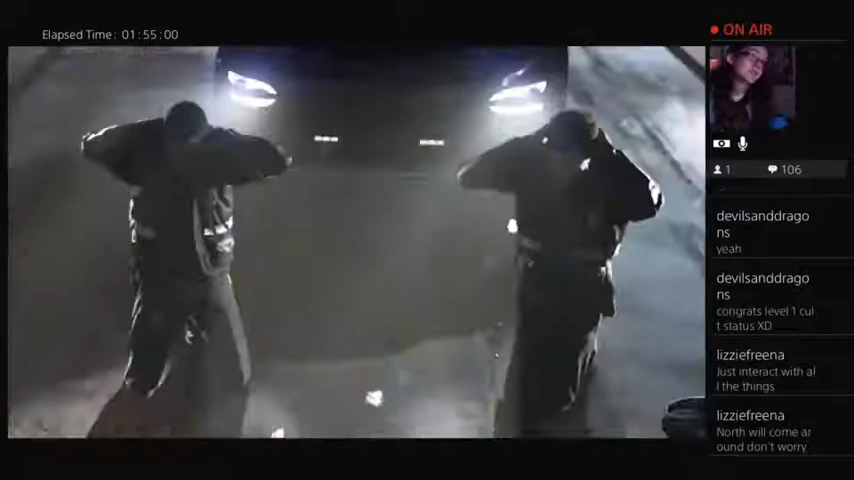 Elapsed Time: 01:55:00
ON AIR
1 106
devilsanddrago
ns
yeah
devilsanddrago
ns
congrats level 1 cul
t status XD
lizziefreena
Just interact with al
l the things
lizziefreena
North will come ar
ound don't worry